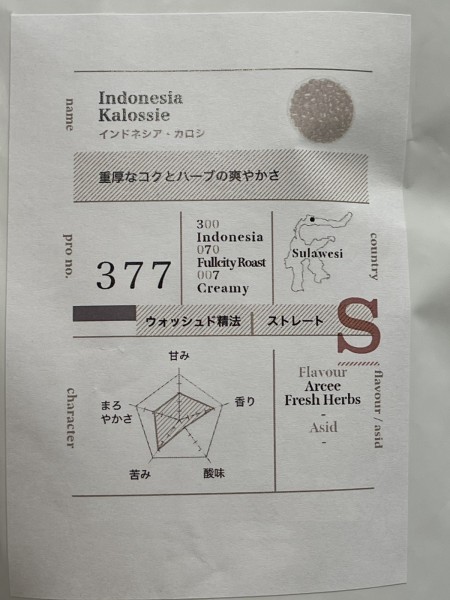 name
Indonesia
Kalossie
インドネシア・カロシ
重厚なコクとハーブの爽やかさ
pro no.
377
300
Indonesia
070
Fullcity Roast
007
Creamy
Sulawesi
country
ウォッシュド精法
ストレート
S
character
甘み
香り
酸味
苦み
まろ
やかさ
Flavour
Arcee
Fresh Herbs
-
Asid
-
flavour / asid